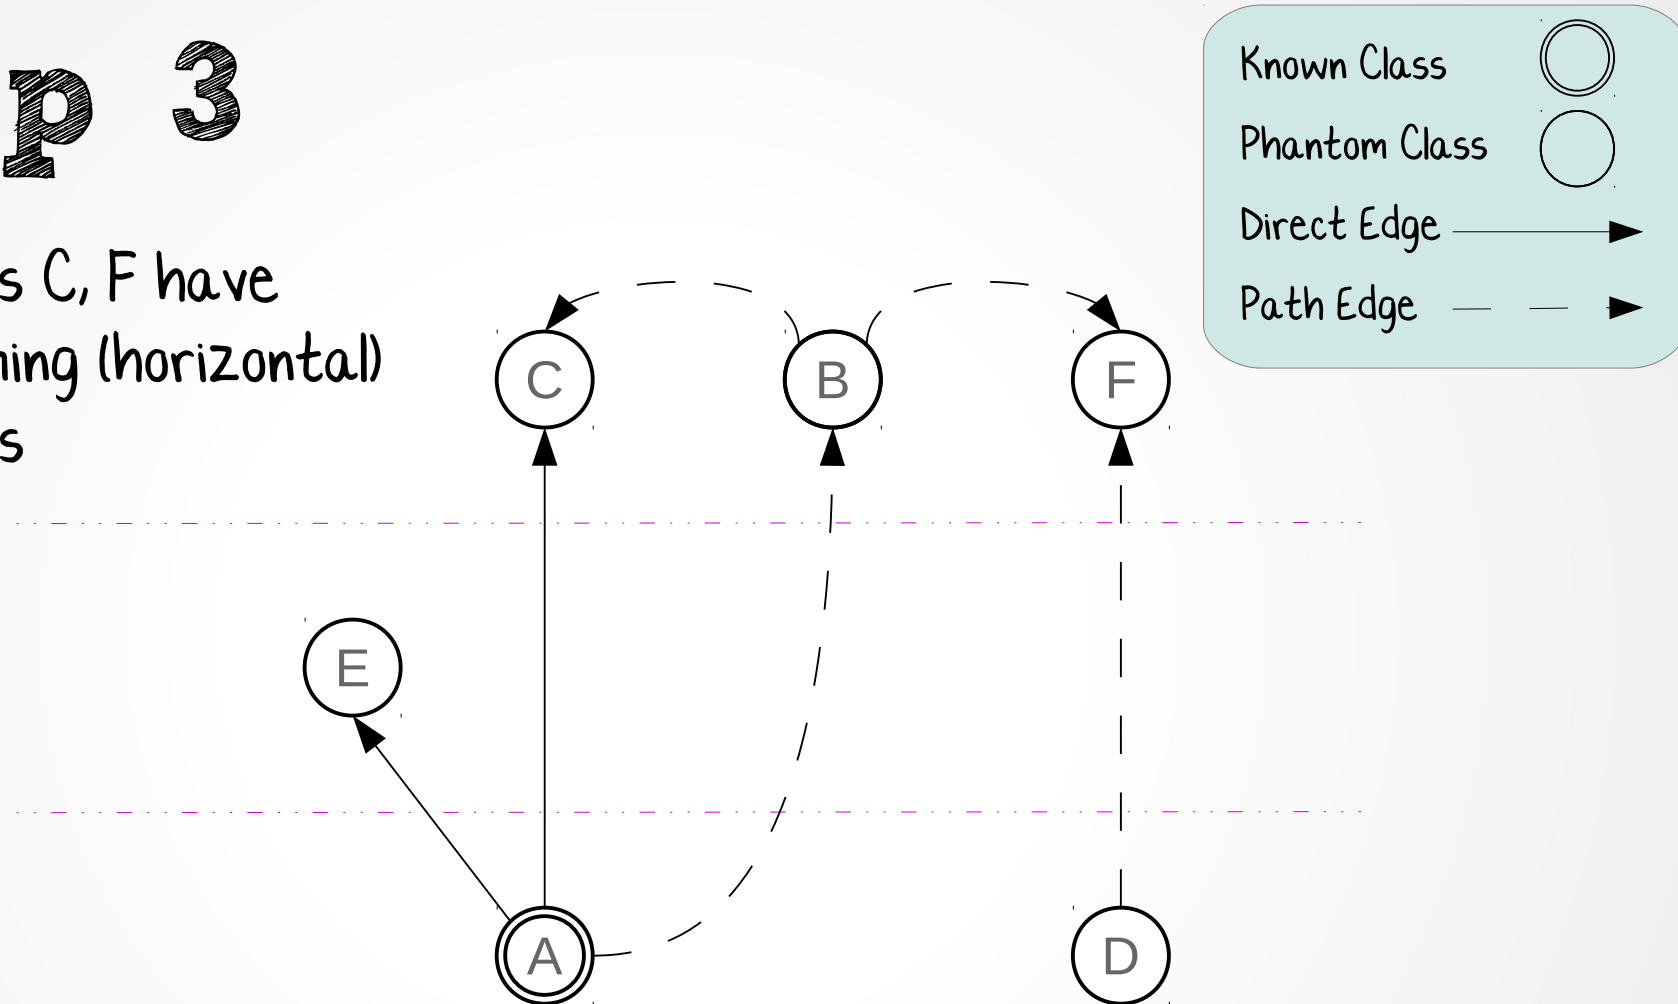 p 3
s C, F have
ning (horizontal)
s
Known Class
Phantom Class
Direct Edge
Path Edge
C
B
F
E
A
D